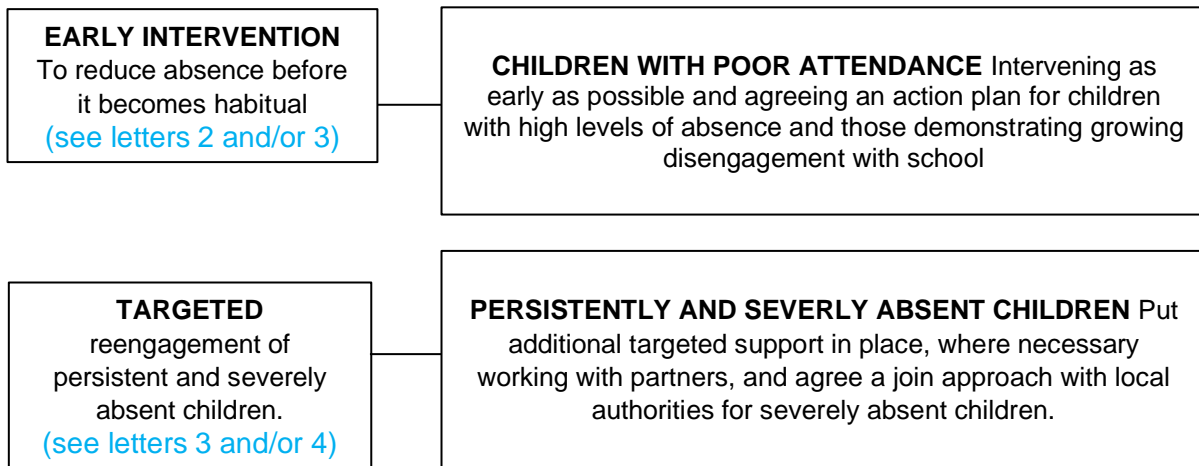 EARLY INTERVENTION
To reduce absence before
it becomes habitual
(see letters 2 and/or 3)
CHILDREN WITH POOR ATTENDANCE Intervening as
early as possible and agreeing an action plan for children
with high levels of absence and those demonstrating growing
disengagement with school
TARGETED
reengagement of
persistent and severely
absent children.
(see letters 3 and/or 4)
PERSISTENTLY AND SEVERLY ABSENT CHILDREN Put
additional targeted support in place, where necessary
working with partners, and agree a join approach with local
authorities for severely absent children.